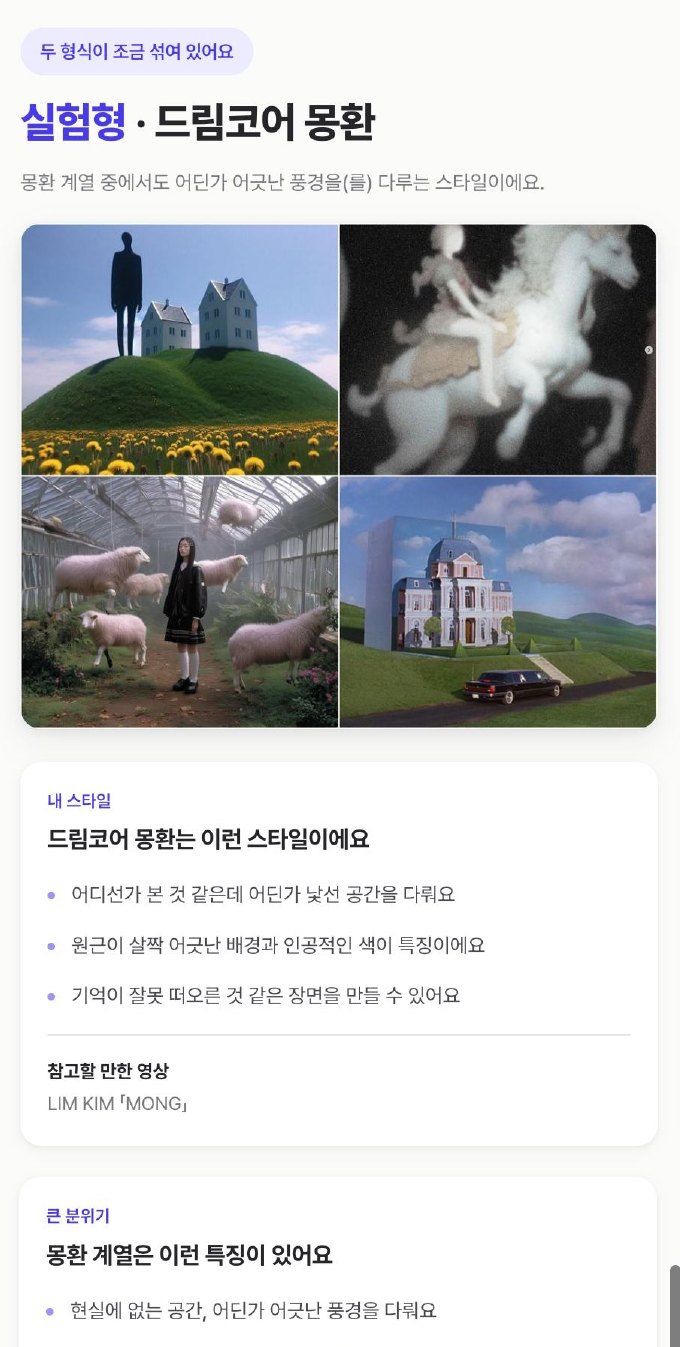 두 형식이 조금 섞여 있어요
실험형 · 드림코어 몽환
몽환 계열 중에서도 어딘가 어긋난 풍경을(를) 다루는 스타일이에요.
내 스타일
드림코어 몽환는 이런 스타일이에요
어디선가 본 것 같은데 어딘가 낯선 공간을 다뤄요
원근이 살짝 어긋난 배경과 인공적인 색이 특징이에요
기억이 잘못 떠오른 것 같은 장면을 만들 수 있어요
참고할 만한 영상
LIM KIM 「MONG」
큰 분위기
몽환 계열은 이런 특징이 있어요
현실에 없는 공간, 어딘가 어긋난 풍경을 다뤄요